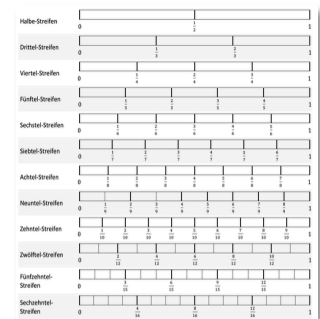 Halbe-Streifen
0 1/2 1
Drittel-Streifen
0 1/3 2/3 1
Viertel-Streifen
0 1/4 2/4 3/4 1
Fünftel-Streifen
0 1/5 2/5 3/5 4/5 1
Sechstel-Streifen
0 1/6 2/6 3/6 4/6 5/6 1
Siebtel-Streifen
0 1/7 2/7 3/7 4/7 5/7 6/7 1
Achtel-Streifen
0 1/8 2/8 3/8 4/8 5/8 6/8 7/8 1
Neuntel-Streifen
0 1/9 2/9 3/9 4/9 5/9 6/9 7/9 8/9 1
Zehntel-Streifen
0 1/10 2/10 3/10 4/10 5/10 6/10 7/10 8/10 9/10 1
Zwölftel-Streifen
0 2/12 4/12 6/12 8/12 10/12 1
Fünfzehntel-
Streifen
0 3/15 6/15 9/15 12/15 1
Sechzehntel-
Streifen
0 4/16 8/16 12/16 1